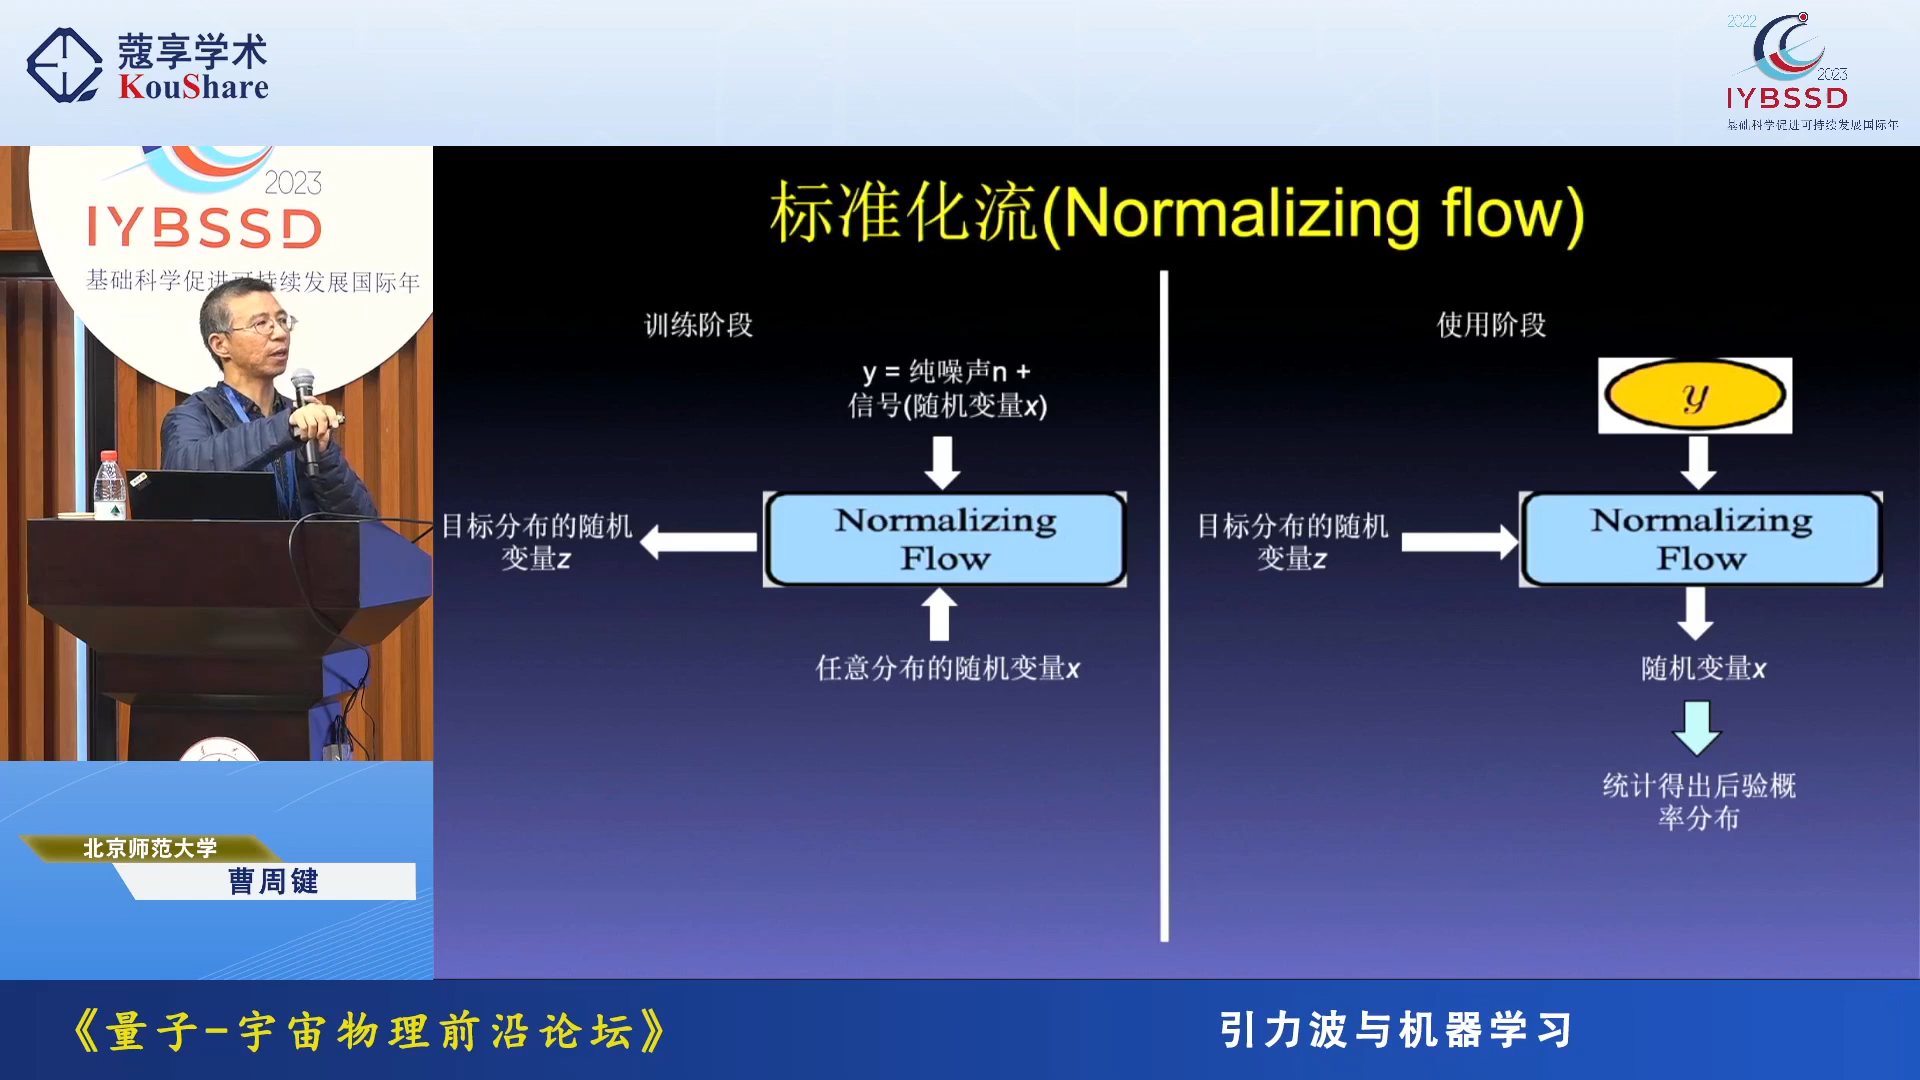 蔻享学术
KouShare
2022
2023
IYBSSD
基础科学促进可持续发展国际年
2023
IYBSSD
基础科学促进可持续发展国际年
标准化流(Normalizing flow)
训练阶段
y = 纯噪声n +
信号(随机变量x)
Normalizing
Flow
目标分布的随机
变量z
任意分布的随机变量x
使用阶段
y
目标分布的随机
变量z
Normalizing
Flow
随机变量x
统计得出后验概
率分布
北京师范大学
曹周键
《量子-宇宙物理前沿论坛》
引力波与机器学习